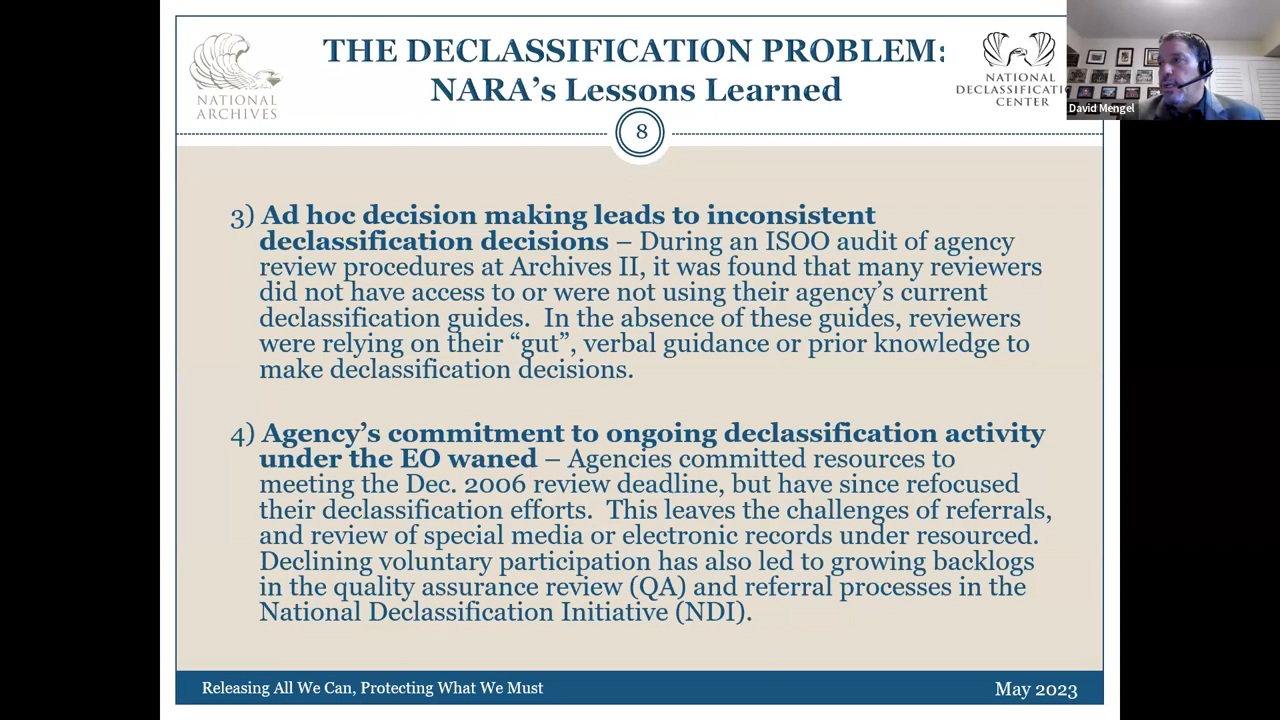 THE DECLASSIFICATION PROBLEM:
NARA's Lessons Learned
NATIONAL
ARCHIVES
NATIONAL
DECLASSIFICATIO
CENTER
David Mengel
8
3) Ad hoc decision making leads to inconsistent
declassification decisions – During an ISOO audit of agency
review procedures at Archives II, it was found that many reviewers
did not have access to or were not using their agency's current
declassification guides.  In the absence of these guides, reviewers
were relying on their “gut”, verbal guidance or prior knowledge to
make declassification decisions.
4) Agency's commitment to ongoing declassification activity
under the EO waned – Agencies committed resources to
meeting the Dec. 2006 review deadline, but have since refocused
their declassification efforts.  This leaves the challenges of referrals,
and review of special media or electronic records under resourced.
Declining voluntary participation has also led to growing backlogs
in the quality assurance review (QA) and referral processes in the
National Declassification Initiative (NDI).
Releasing All We Can, Protecting What We Must
May 2023